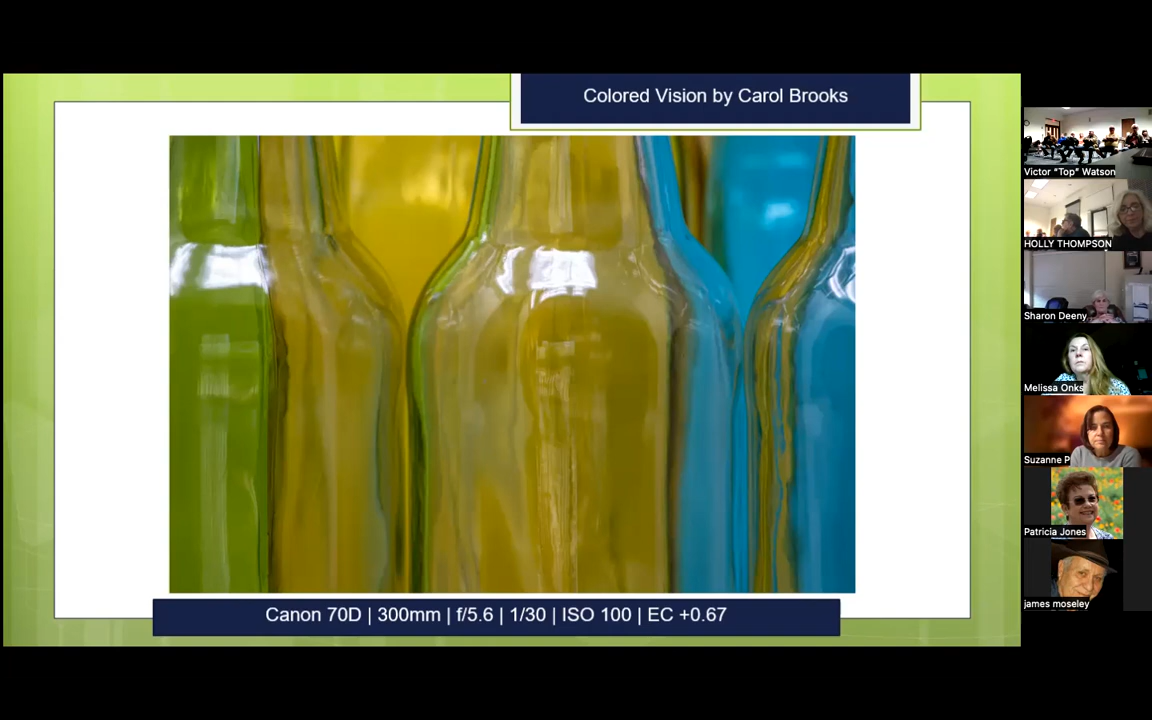 Colored Vision by Carol Brooks
Canon 70D | 300mm | f/5.6 | 1/30 | ISO 100 | EC +0.67
Victor "Top" Watson
HOLLY THOMPSON
Sharon Deeny
Melissa Onks
Suzanne P
Patricia Jones
james moseley